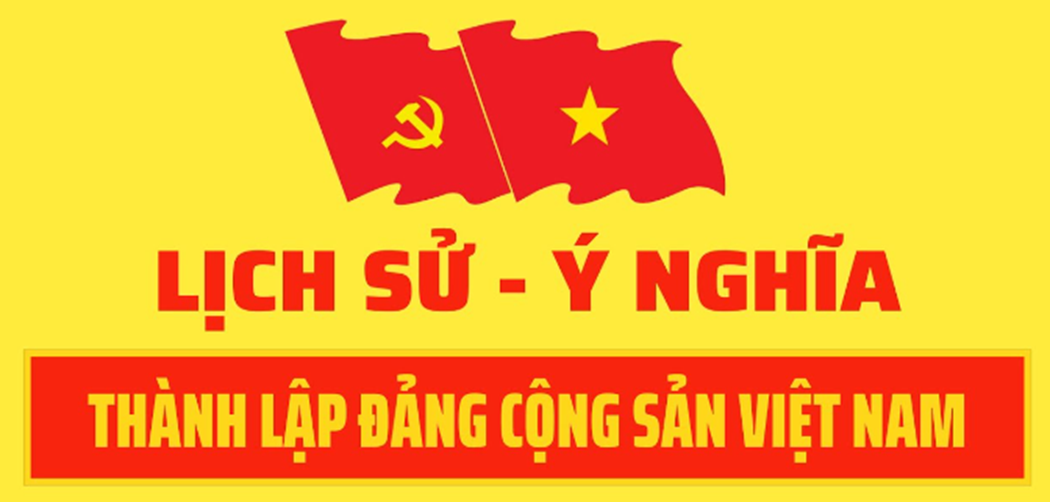 LỊCH SỬ - Ý NGHĨA
THÀNH LẬP ĐẢNG CỘNG SẢN VIỆT NAM